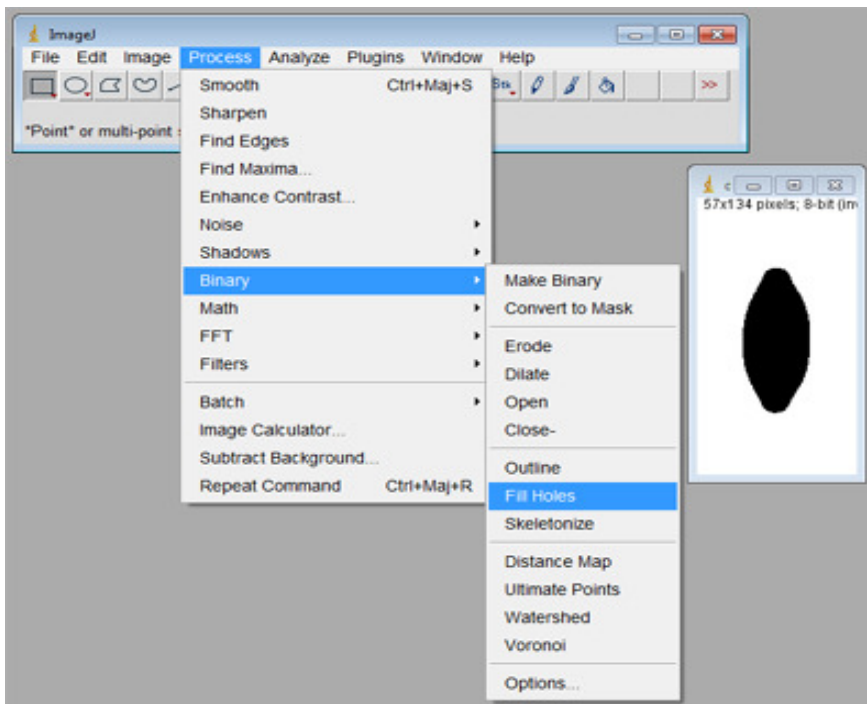 ImageJ
File Edit Image Process Analyze Plugins Window Help
Stk >>
*Point* or multi-point
Smooth Ctrl+Maj+S
Sharpen
Find Edges
Find Maxima...
Enhance Contrast...
Noise
Shadows
Binary
Math
FFT
Filters
Batch
Image Calculator...
Subtract Background...
Repeat Command Ctrl+Maj+R
Make Binary
Convert to Mask
Erode
Dilate
Open
Close-
Outline
Fill Holes
Skeletonize
Distance Map
Ultimate Points
Watershed
Voronoi
Options...
c
57x134 pixels; 8-bit (inv